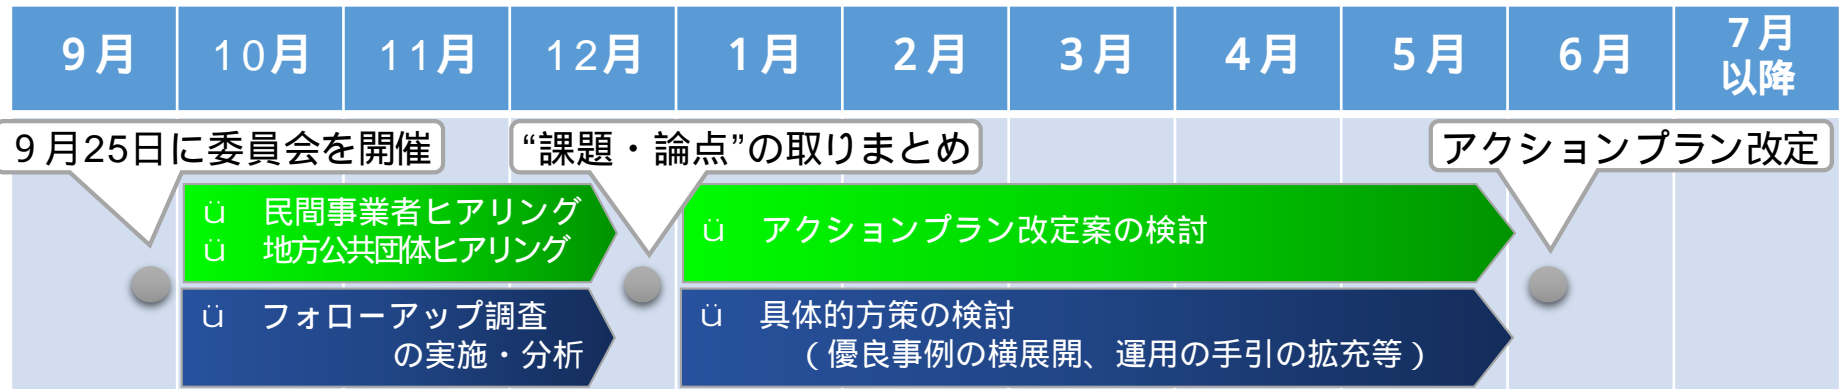 9月
10月
11月
12月
1月
2月
3月
4月
5月
6月
7月
以降
9月25日に委員会を開催
“課題・論点”の取りまとめ
アクションプラン改定
ü 民間事業者ヒアリング
ü 地方公共団体ヒアリング
ü アクションプラン改定案の検討
ü フォローアップ調査
の実施・分析
ü 具体的方策の検討
(優良事例の横展開、運用の手引の拡充等)